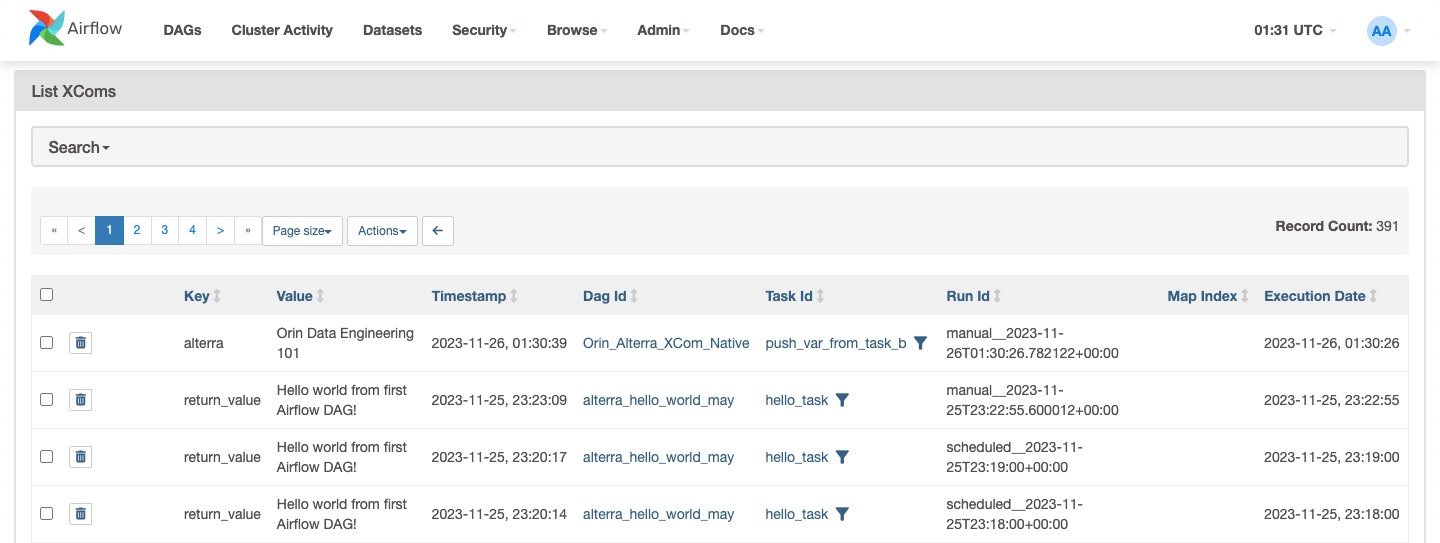 Airflow DAGs Cluster Activity Datasets Security Browse Admin Docs 01:31 UTC AA
List XComs
Search
« < 1 2 3 4 > » Page size Actions Record Count: 391
Key Value Timestamp Dag Id Task Id Run Id Map Index Execution Date
alterra Orin Data Engineering 101 2023-11-26, 01:30:39 Orin_Alterra_XCom_Native push_var_from_task_b manual__2023-11-26T01:30:26.782122+00:00 2023-11-26, 01:30:26
return_value Hello world from first Airflow DAG! 2023-11-25, 23:23:09 alterra_hello_world_may hello_task manual__2023-11-25T23:22:55.600012+00:00 2023-11-25, 23:22:55
return_value Hello world from first Airflow DAG! 2023-11-25, 23:20:17 alterra_hello_world_may hello_task scheduled__2023-11-25T23:19:00+00:00 2023-11-25, 23:19:00
return_value Hello world from first Airflow DAG! 2023-11-25, 23:20:14 alterra_hello_world_may hello_task scheduled__2023-11-25T23:18:00+00:00 2023-11-25, 23:18:00